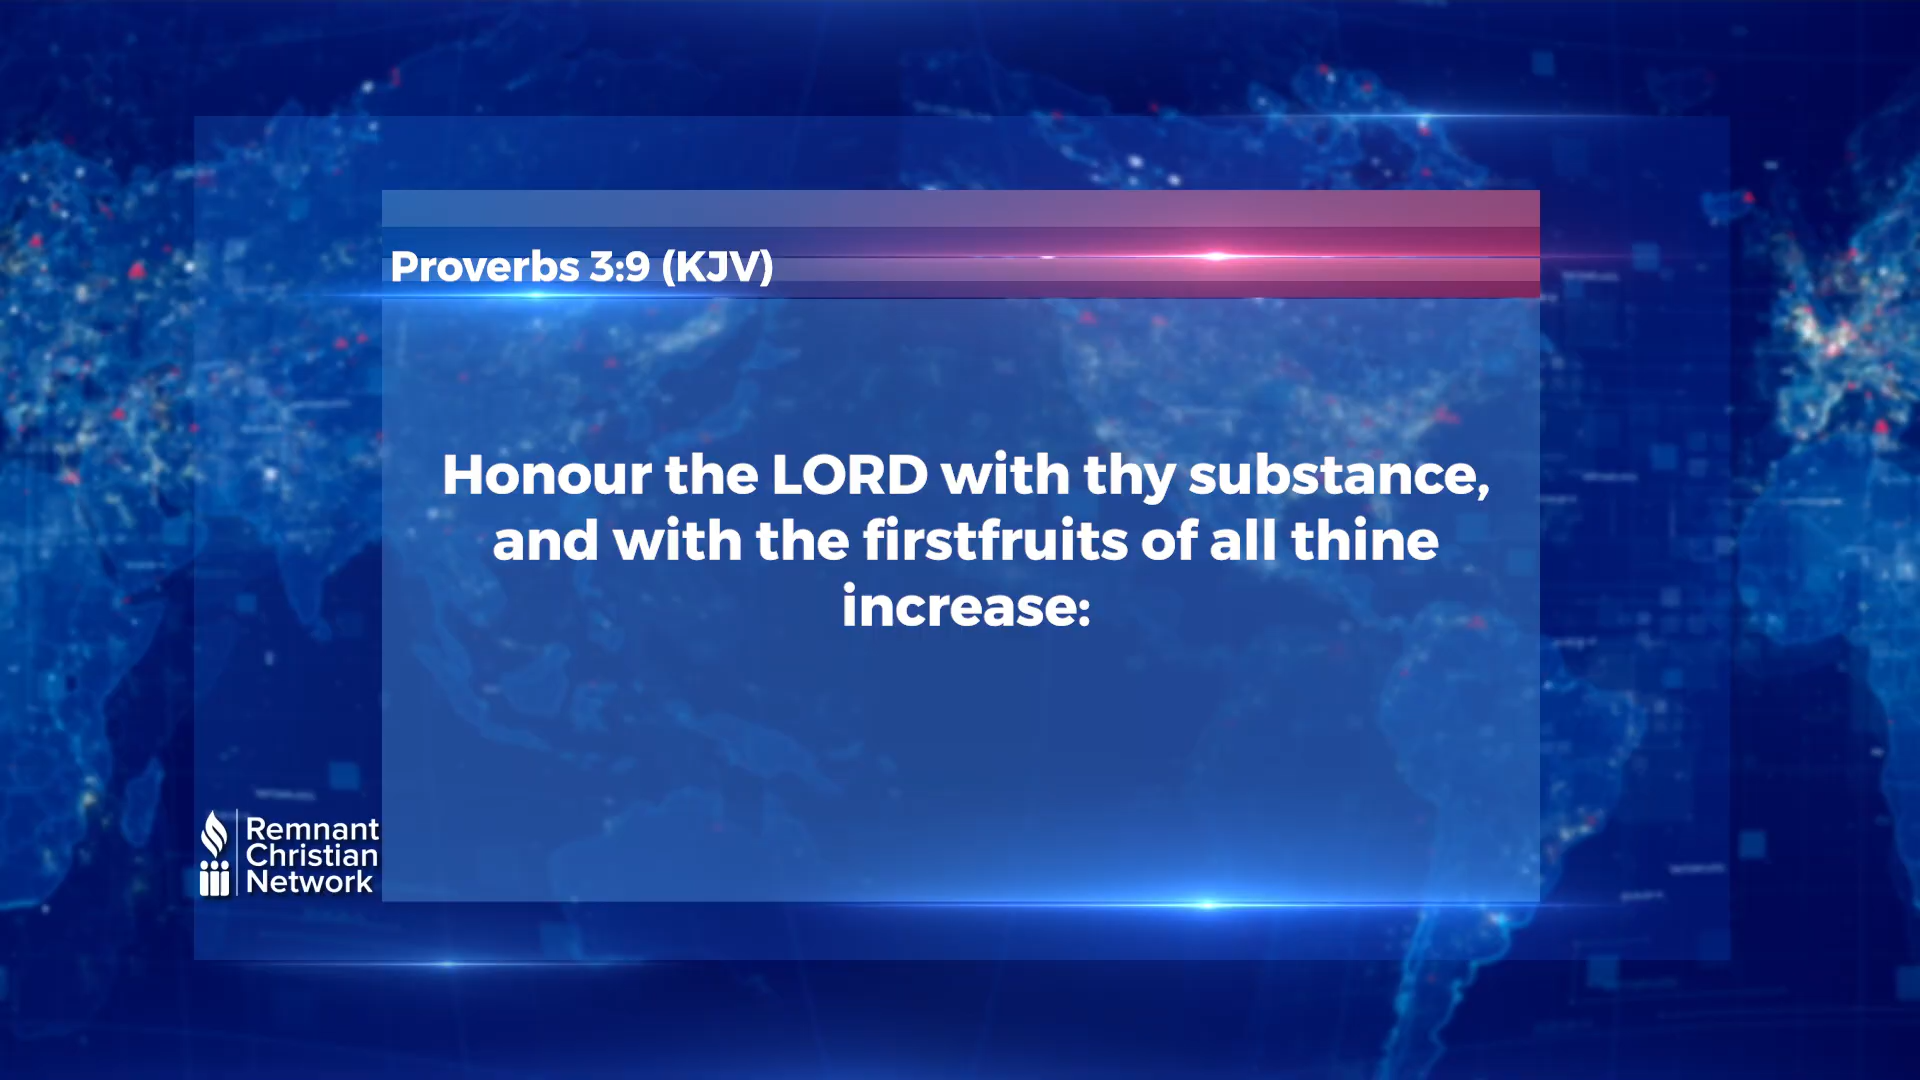 Proverbs 3:9 (KJV)
Honour the LORD with thy substance,
and with the firstfruits of all thine
increase:
Remnant
Christian
Network